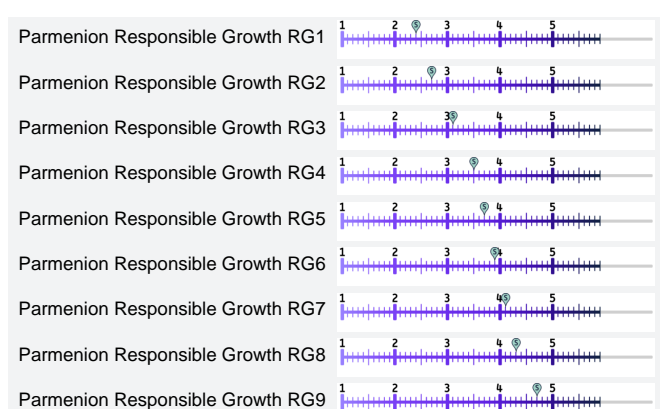 Parmenion Responsible Growth RG1 1 2 S 3 4 5
Parmenion Responsible Growth RG2 1 2 S 3 4 5
Parmenion Responsible Growth RG3 1 2 3 S 4 5
Parmenion Responsible Growth RG4 1 2 3 S 4 5
Parmenion Responsible Growth RG5 1 2 3 S 4 5
Parmenion Responsible Growth RG6 1 2 3 S 4 5
Parmenion Responsible Growth RG7 1 2 3 4 S 5
Parmenion Responsible Growth RG8 1 2 3 4 S 5
Parmenion Responsible Growth RG9 1 2 3 4 S 5